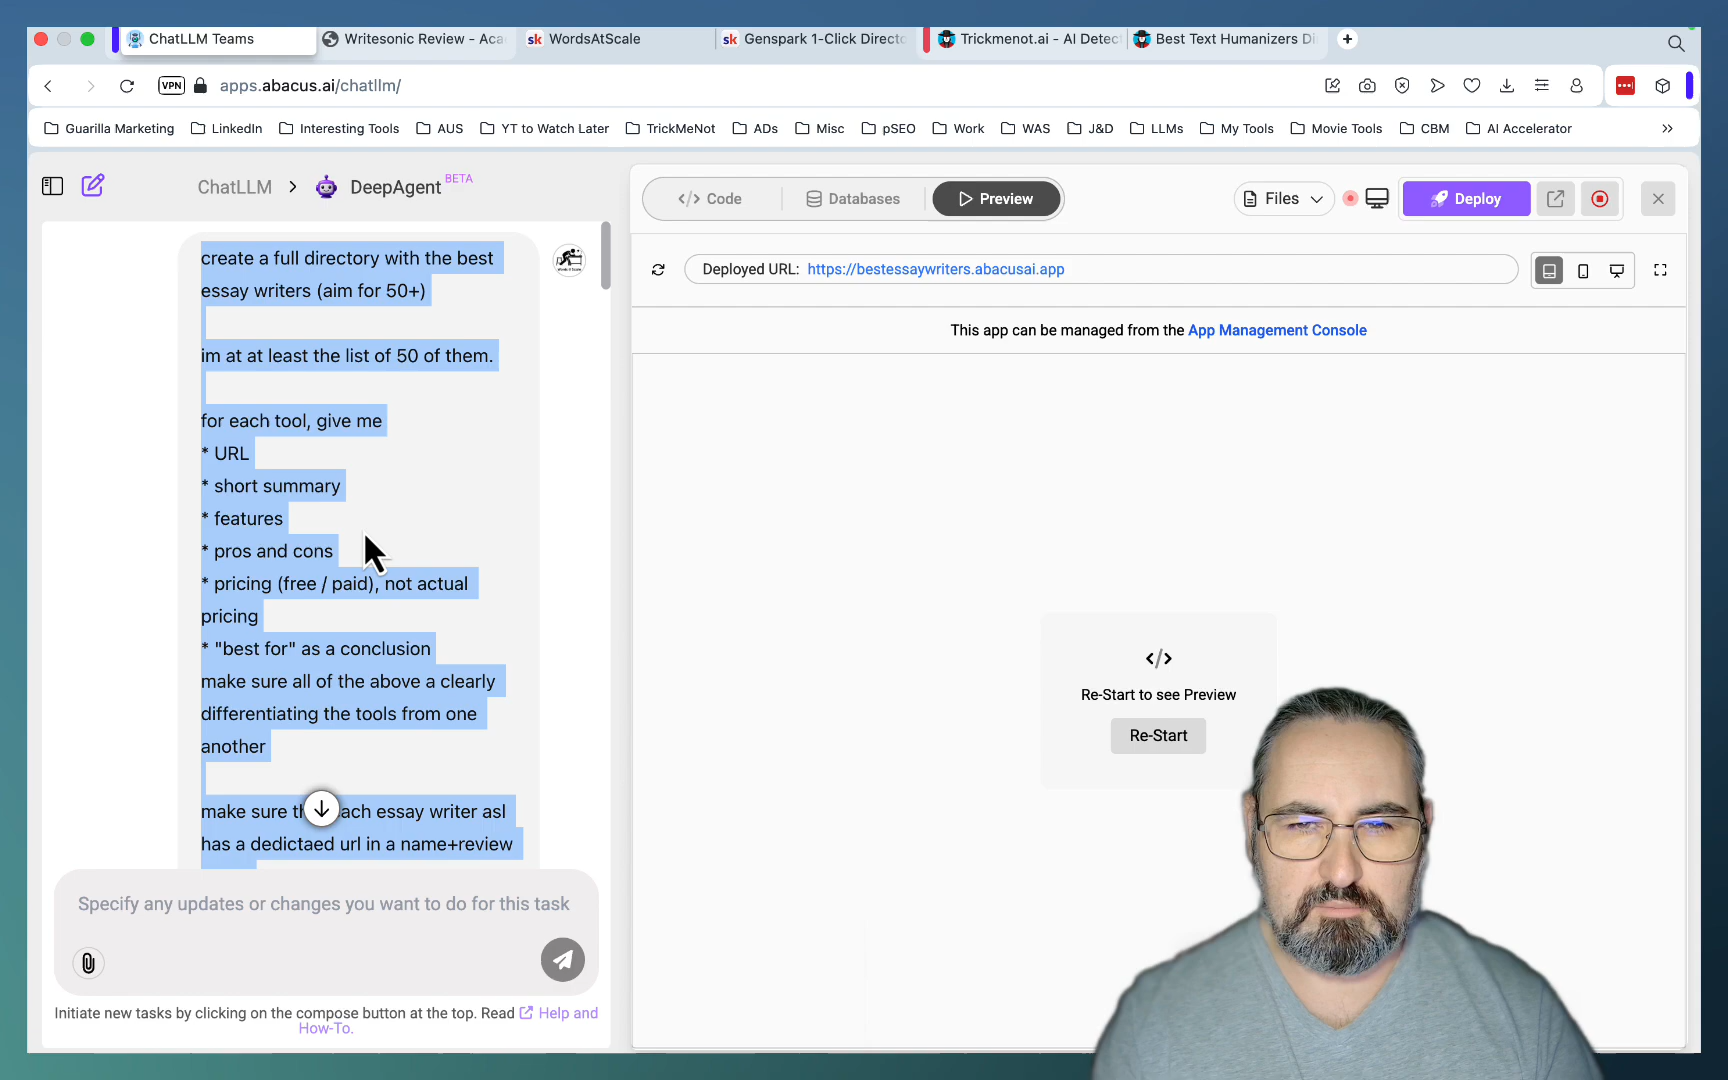 ChatLLM Teams
Writesonic Review - Aca
sk WordsAtScale
sk Genspark 1-Click Directo
Trickmenot.ai - AI Detect
Best Text Humanizers Di
VPN apps.abacus.ai/chatllm/
Guarilla Marketing LinkedIn Interesting Tools AUS YT to Watch Later TrickMeNot ADs Misc pSEO Work WAS J&D LLMs My Tools Movie Tools CBM AI Accelerator
ChatLLM > DeepAgent BETA
create a full directory with the best
essay writers (aim for 50+)
im at at least the list of 50 of them.
for each tool, give me
* URL
* short summary
* features
* pros and cons
* pricing (free / paid), not actual
pricing
* "best for" as a conclusion
make sure all of the above a clearly
differentiating the tools from one
another
make sure th ach essay writer asl
has a dedictaed url in a name+review
Specify any updates or changes you want to do for this task
Initiate new tasks by clicking on the compose button at the top. Read Help and
How-To.
</> Code Databases Preview Files Deploy
Deployed URL: https://bestessaywriters.abacusai.app
This app can be managed from the App Management Console
</>
Re-Start to see Preview
Re-Start